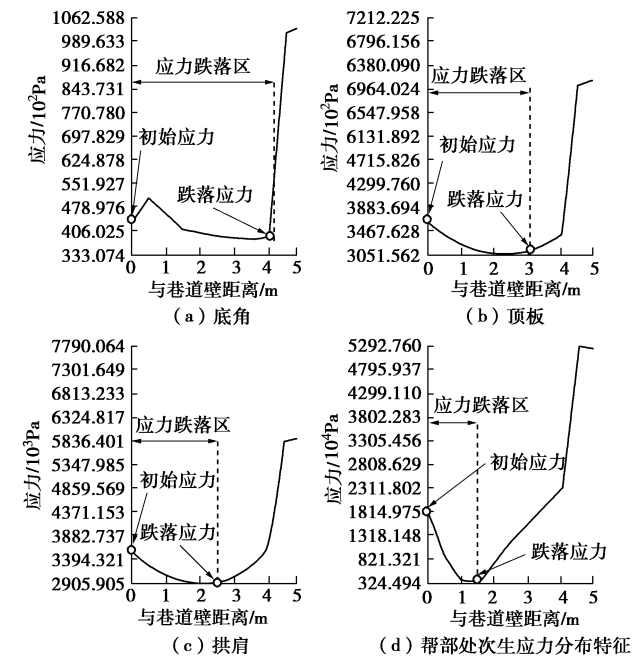 1062.588
989.633
916.682
843.731
770.780
697.829
624.878
551.927
478.976
406.025
333.074
应力/10²Pa
应力跌落区
初始应力
跌落应力
0 1 2 3 4 5
与巷道壁距离/m
(a) 底角
7212.225
6796.156
6380.090
5964.024
5547.958
5131.892
4715.826
4299.760
3883.694
3467.628
3051.562
应力/10²Pa
应力跌落区
初始应力
跌落应力
0 1 2 3 4 5
与巷道壁距离/m
(b) 顶板
7790.064
7301.649
6813.233
6324.817
5836.401
5347.985
4859.569
4371.153
3882.737
3394.321
2905.905
应力/10³Pa
应力跌落区
初始应力
跌落应力
0 1 2 3 4 5
与巷道壁距离/m
(c) 拱肩
5292.760
4795.937
4299.110
3802.283
3305.456
2808.629
2311.802
1814.975
1318.148
821.321
324.494
应力/10⁴Pa
应力跌落区
初始应力
跌落应力
0 1 2 3 4 5
与巷道壁距离/m
(d) 帮部处次生应力分布特征